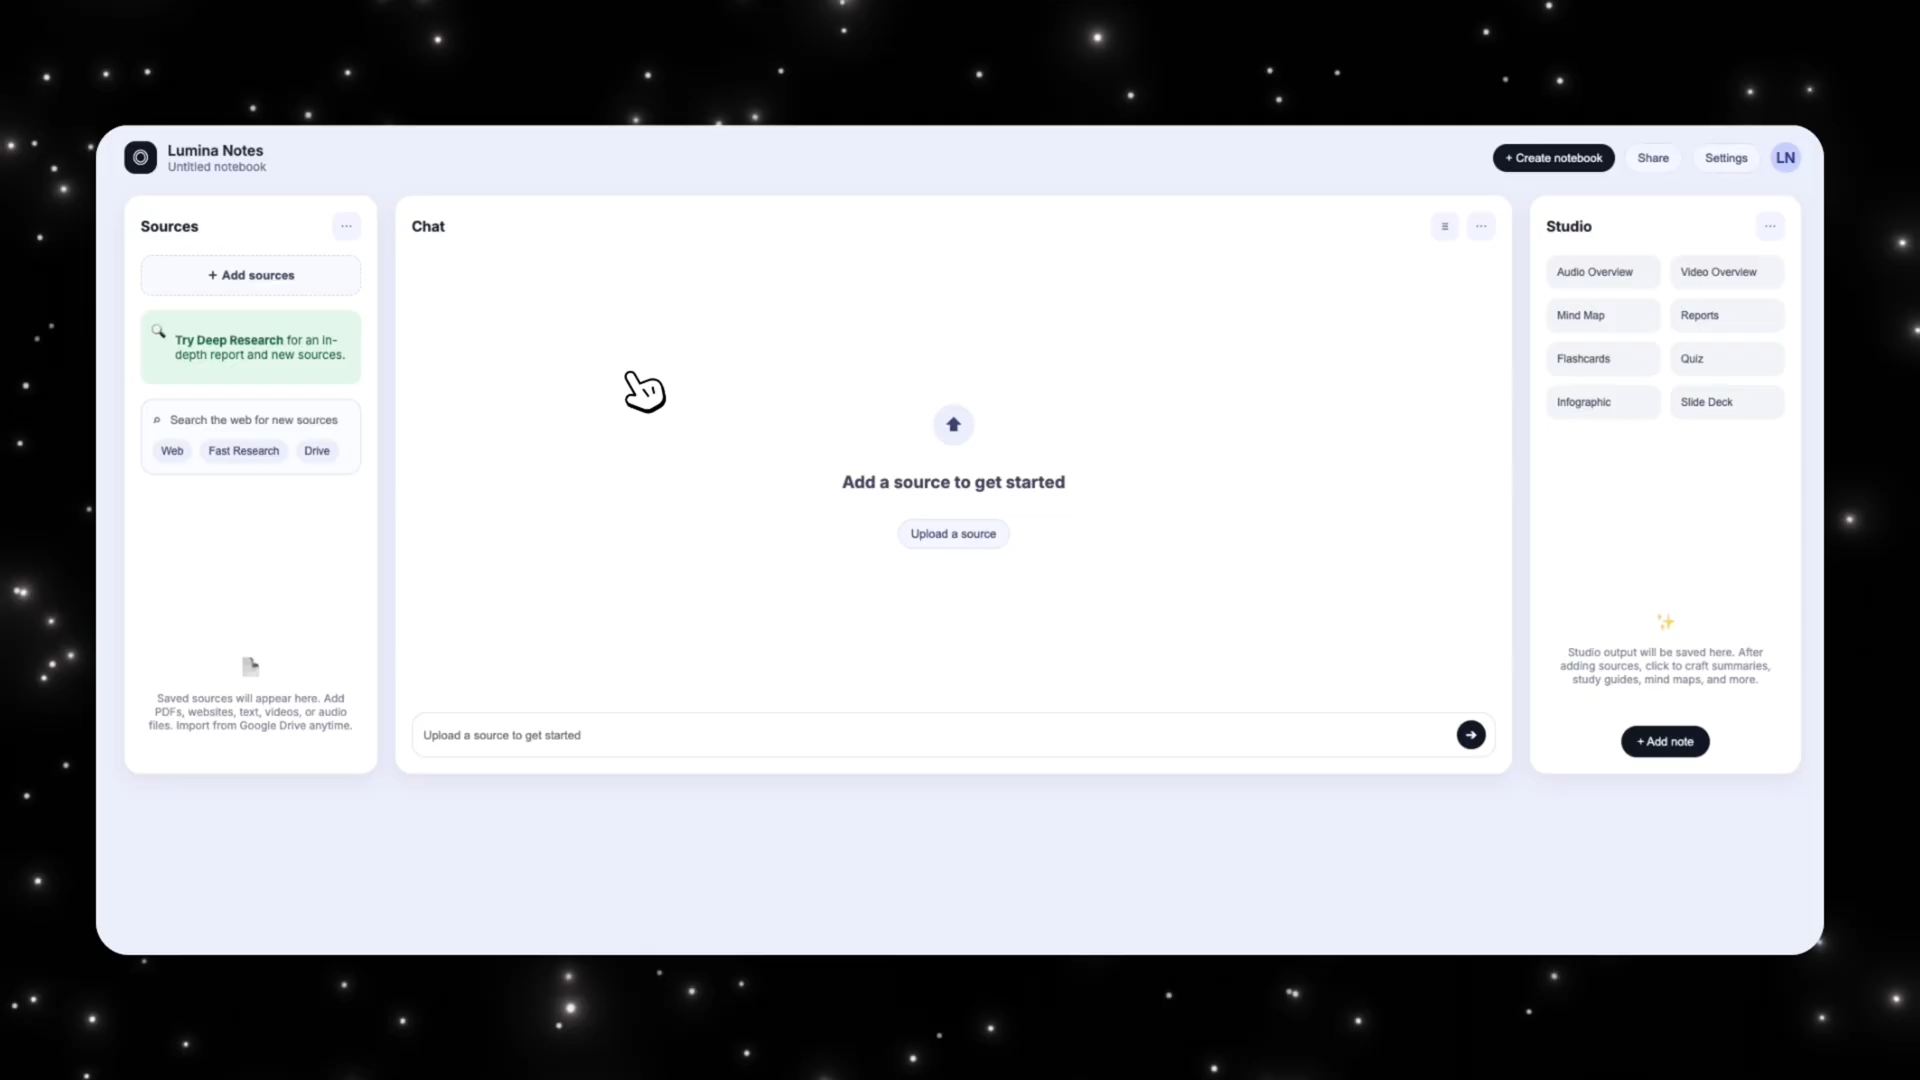 Lumina Notes
Untitled notebook
+ Create notebook
Share
Settings
LN
Sources
...
+ Add sources
Try Deep Research for an in-
depth report and new sources.
Search the web for new sources
Web
Fast Research
Drive
Saved sources will appear here. Add
PDFs, websites, text, videos, or audio
files. Import from Google Drive anytime.
Chat
...
Add a source to get started
Upload a source
Upload a source to get started
Studio
...
Audio Overview
Video Overview
Mind Map
Reports
Flashcards
Quiz
Infographic
Slide Deck
Studio output will be saved here. After
adding sources, click to craft summaries,
study guides, mind maps, and more.
+ Add note